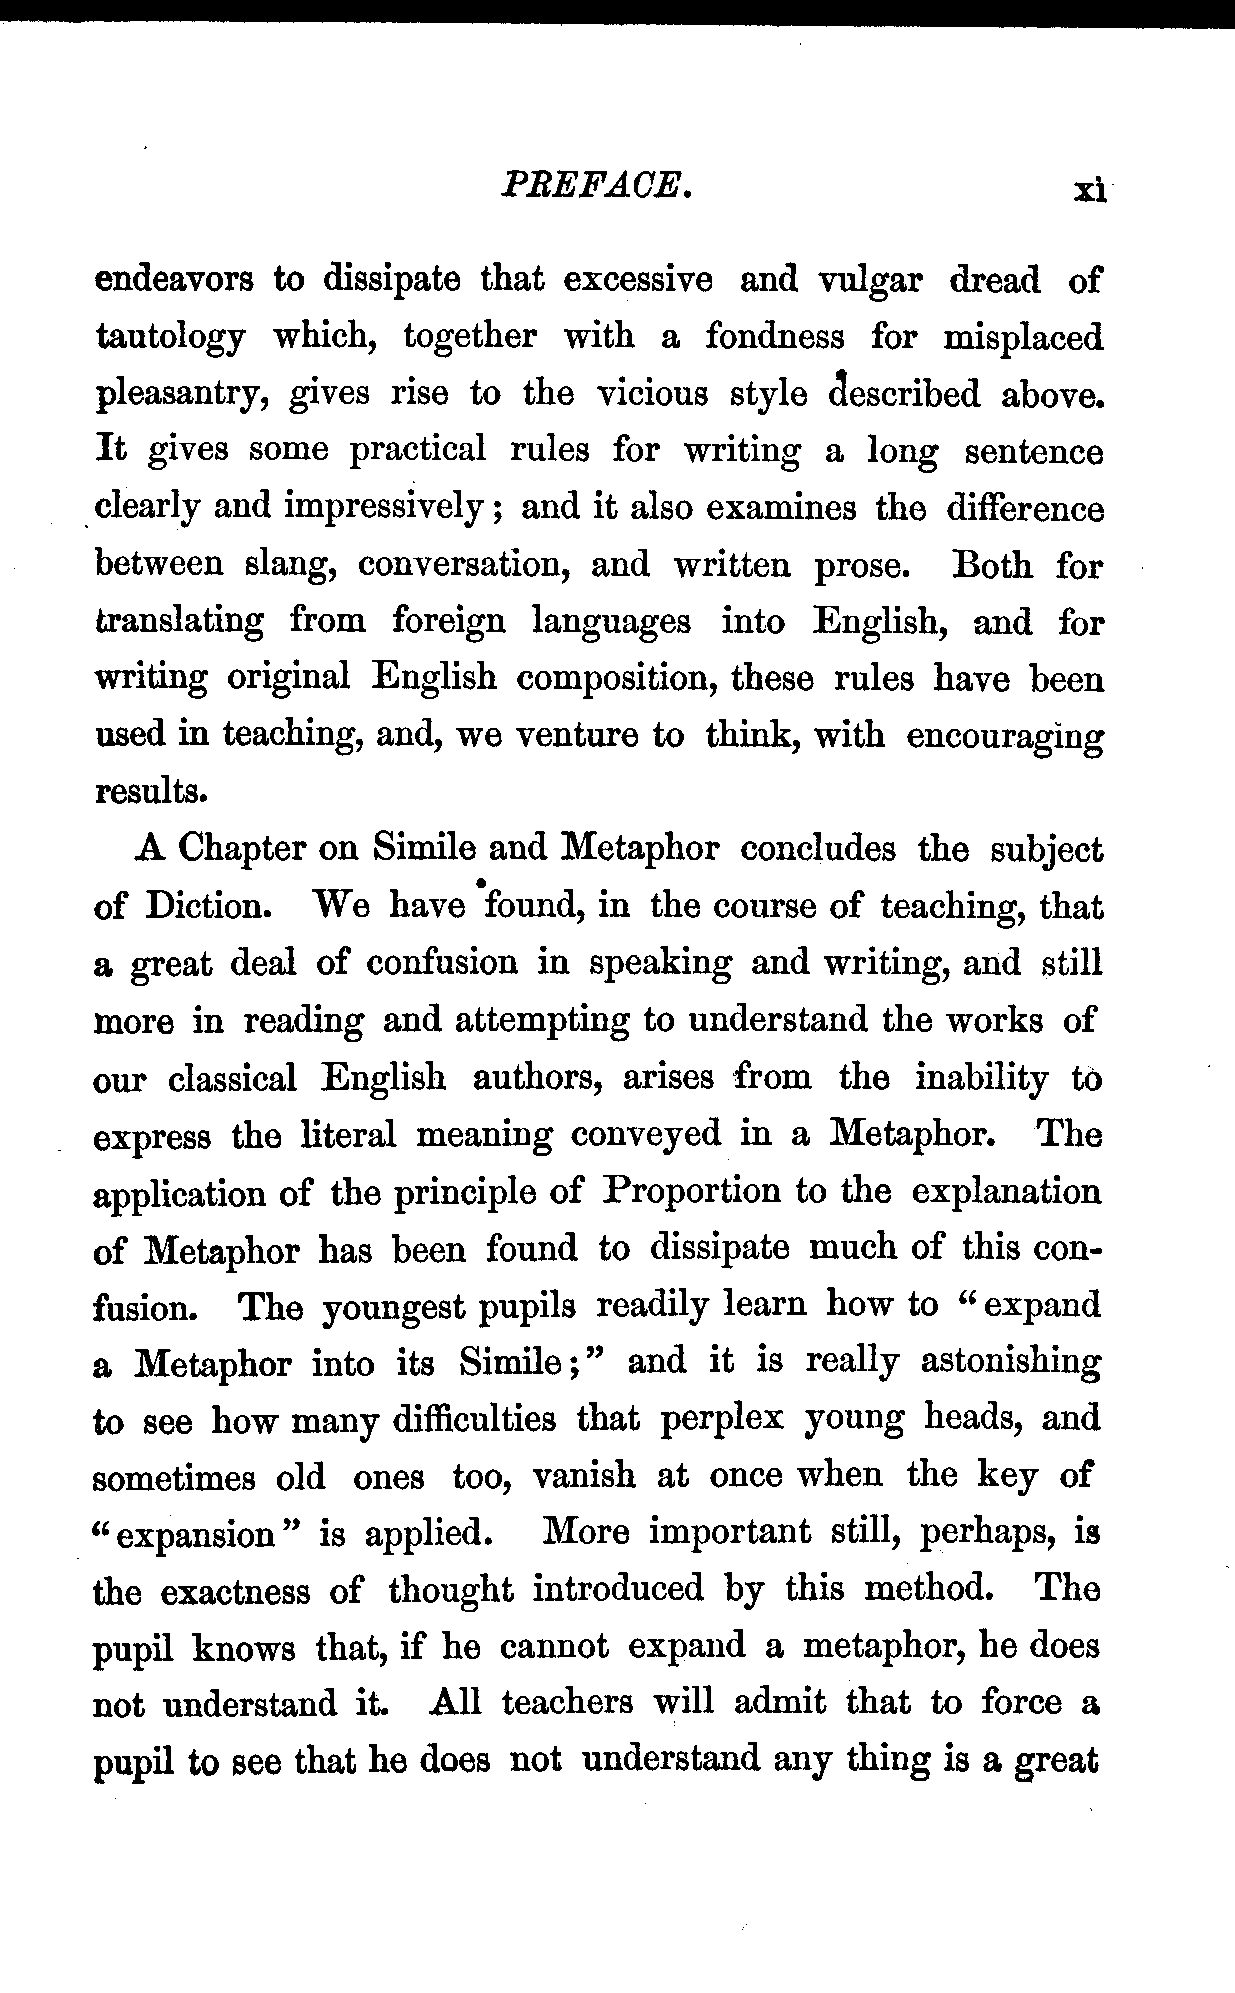 PREFACE. xi
endeavors to dissipate that excessive and vulgar dread of
tautology which, together with a fondness for misplaced
pleasantry, gives rise to the vicious style described above.
It gives some practical rules for writing a long sentence
clearly and impressively; and it also examines the difference
between slang, conversation, and written prose. Both for
translating from foreign languages into English, and for
writing original English composition, these rules have been
used in teaching, and, we venture to think, with encouraging
results.
A Chapter on Simile and Metaphor concludes the subject
of Diction. We have found, in the course of teaching, that
a great deal of confusion in speaking and writing, and still
more in reading and attempting to understand the works of
our classical English authors, arises from the inability to
express the literal meaning conveyed in a Metaphor. The
application of the principle of Proportion to the explanation
of Metaphor has been found to dissipate much of this con-
fusion. The youngest pupils readily learn how to “expand
a Metaphor into its Simile;” and it is really astonishing
to see how many difficulties that perplex young heads, and
sometimes old ones too, vanish at once when the key of
“expansion” is applied. More important still, perhaps, is
the exactness of thought introduced by this method. The
pupil knows that, if he cannot expand a metaphor, he does
not understand it. All teachers will admit that to force a
pupil to see that he does not understand any thing is a great